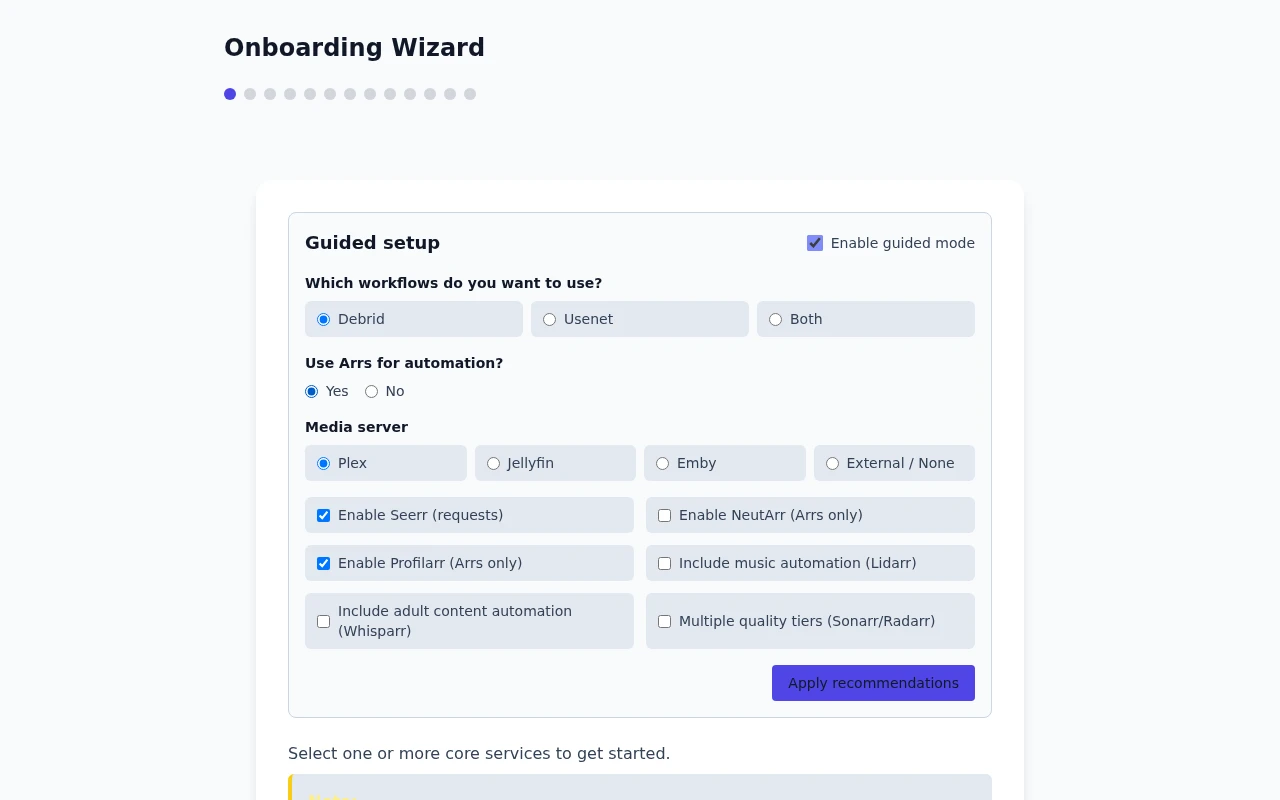 Onboarding Wizard
Guided setup
Enable guided mode
Which workflows do you want to use?
Debrid
Usenet
Both
Use Arrs for automation?
Yes
No
Media server
Plex
Jellyfin
Emby
External / None
Enable Seerr (requests)
Enable NeutArr (Arrs only)
Enable Profilarr (Arrs only)
Include music automation (Lidarr)
Include adult content automation
(Whisparr)
Multiple quality tiers (Sonarr/Radarr)
Apply recommendations
Select one or more core services to get started.